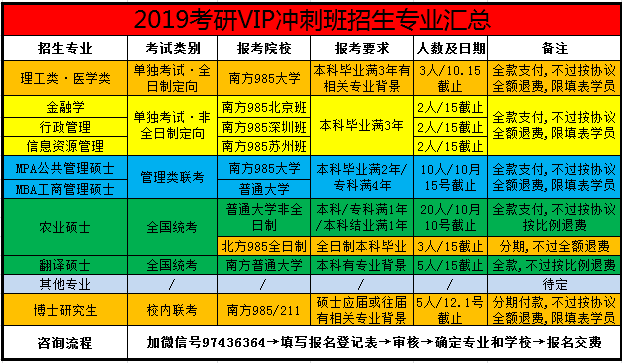 2019考研VIP冲刺班招生专业汇总
招生专业 考试类别 报考院校 报考要求 人数及日期 备注
理工类·医学类 单独考试·全日制定向 南方985大学 本科毕业满3年有相关专业背景 3人/10.15截止 全款支付,不过按协议全额退费,限填表学员
金融学 单独考试·非全日制定向 南方985北京班 本科毕业满3年 2人/15截止 全款支付,不过按协议全额退费,限填表学员
行政管理 南方985深圳班 2人/15截止
信息资源管理 南方985苏州班 2人/15截止
MPA公共管理硕士 管理类联考 南方985大学 本科毕业满2年/专科满4年 10人/10月15号截止 全款支付,不过按协议全额退费,限填表学员
MBA工商管理硕士 普通大学
农业硕士 全国统考 普通大学非全日制 本科/专科满1年/本科结业满1年 20人/10月10号截止 全款支付,不过按协议按比例退费
北方985全日制 全日制本科毕业 3人/15截止 分期,不过全额退费
翻译硕士 全国统考 南方普通大学 本科有专业背景 5人/15截止 全款,不过按比例退费
其他专业 / / / / 待定
博士研究生 校内联考 南方985/211 硕士应届或往届有相关专业背景 5人/12.1号截止 分期付款,不过按协议全额退费,限填表学员
咨询流程 加微信号97436364→填写报名登记表→审核→确定专业和学校→报名交费